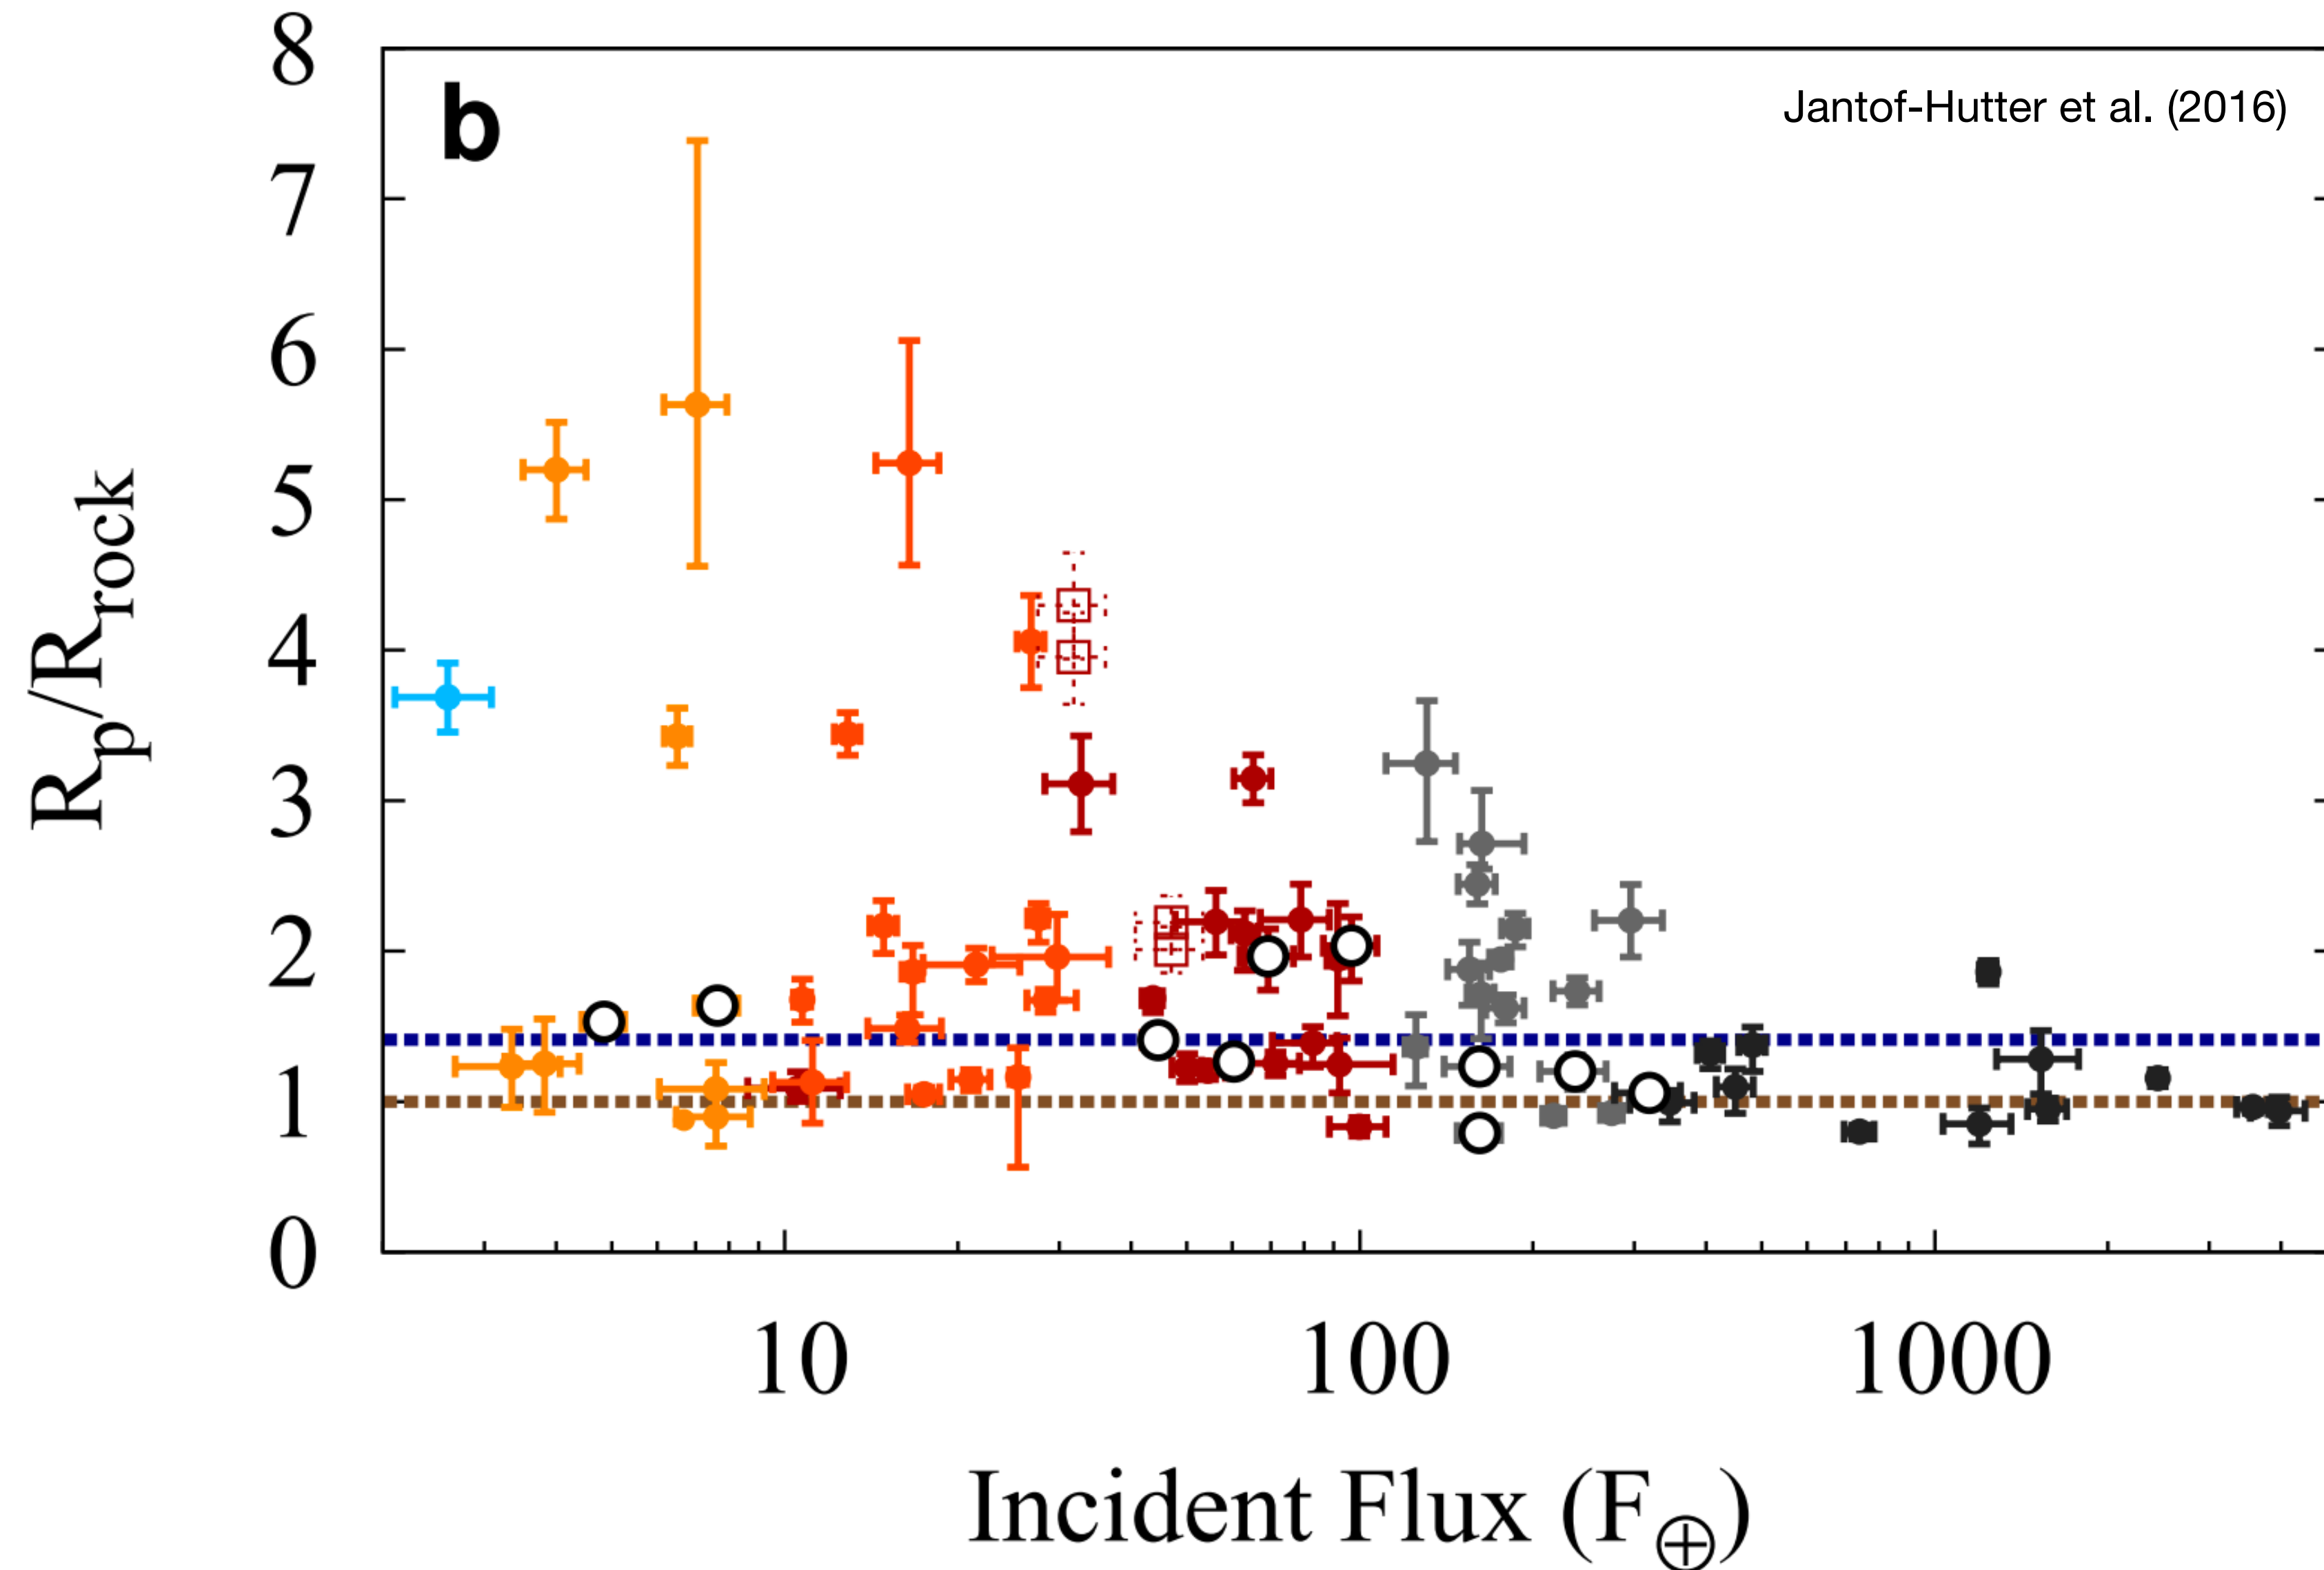 8
b
Jantof-Hutter et al. (2016)
7
6
5
4
3
2
1
0
Rp/Rrock
10 100 1000
Incident Flux (F⊕)